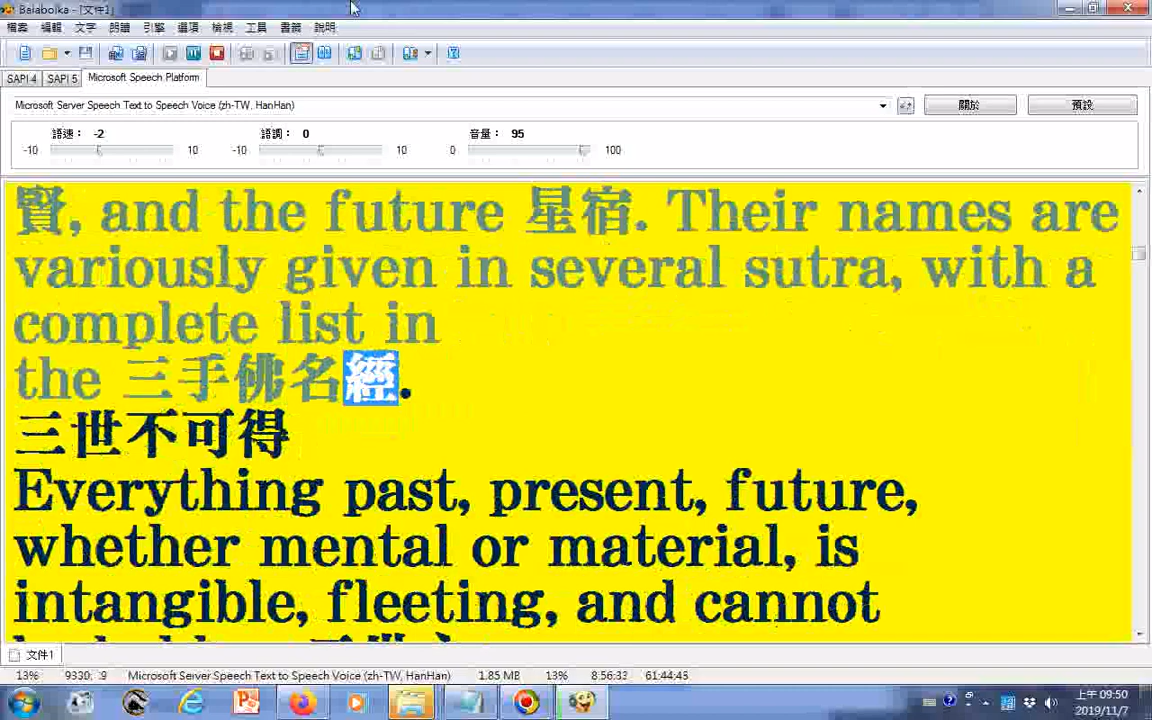 Balabolka - [文件1]
檔案 編輯 文字 朗讀 引擎 選項 檢視 工具 書籤 說明
SAPI 4 SAPI 5 Microsoft Speech Platform
Microsoft Server Speech Text to Speech Voice (zh-TW, HanHan) 關於 預設
語速： -2 語調： 0 音量： 95
-10 10 -10 10 0 100
賢, and the future 星宿. Their names are
variously given in several sutra, with a
complete list in
the 三手佛名經.
三世不可得
Everything past, present, future,
whether mental or material, is
intangible, fleeting, and cannot
文件1
13% 9330: .9 Microsoft Server Speech Text to Speech Voice (zh-TW, HanHan) 1.85 MB 13% 8:56:33 61:44:45
上午 09:50
2019/11/7